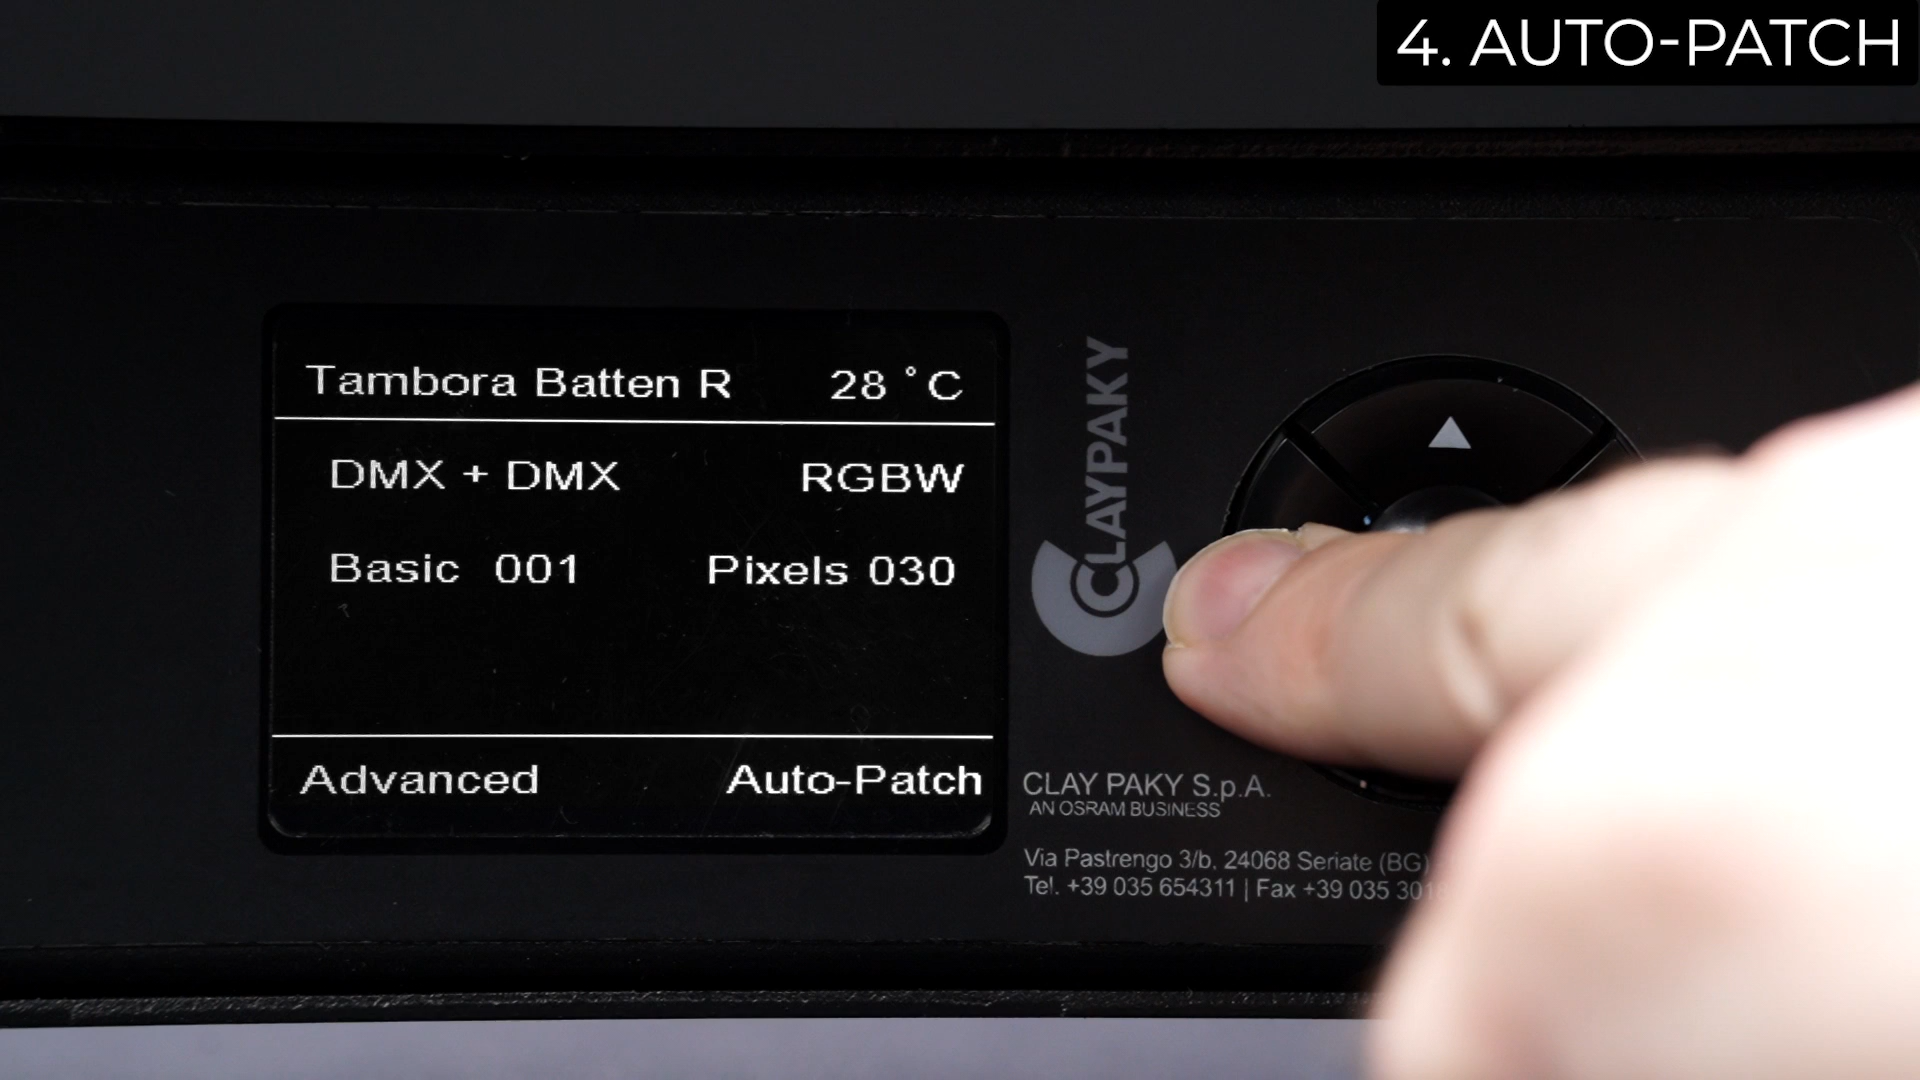 4. AUTO-PATCH
Tambora Batten R 28 °C
DMX + DMX RGBW
Basic 001 Pixels 030
Advanced Auto-Patch
CLAYPAKY
CLAY PAKY S.p.A.
AN OSRAM BUSINESS
Via Pastrengo 3/b, 24068 Seriate (BG)
Tel. +39 035 654311 | Fax +39 035